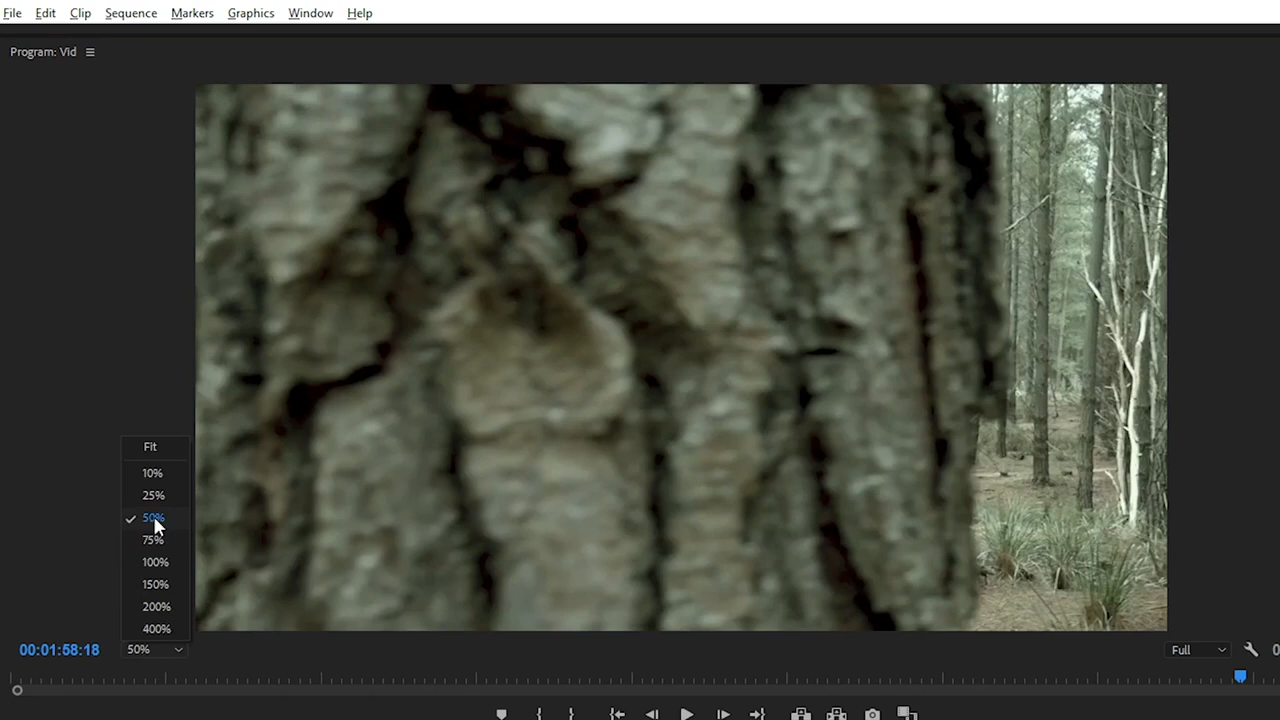 File Edit Clip Sequence Markers Graphics Window Help
Program: Vid
Fit
10%
25%
50%
75%
100%
150%
200%
400%
00:01:58:18 50% Full